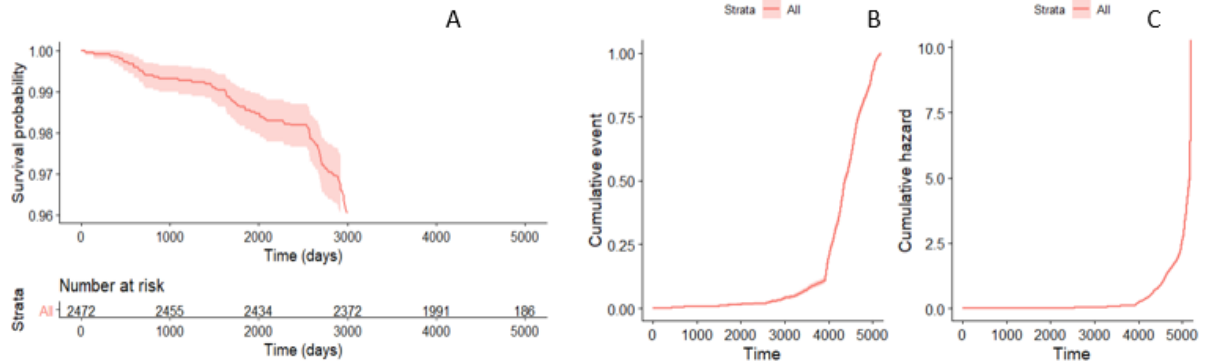 A
Survival probability
1.00
0.99
0.98
0.97
0.96
0 1000 2000 3000 4000 5000
Time (days)
Number at risk
Strata
All 2472 2455 2434 2372 1991 186
0 1000 2000 3000 4000 5000
Time (days)
Strata All
B
Cumulative event
1.00
0.75
0.50
0.25
0.00
0 1000 2000 3000 4000 5000
Time
Strata All
C
Cumulative hazard
10.0
7.5
5.0
2.5
0.0
0 1000 2000 3000 4000 5000
Time